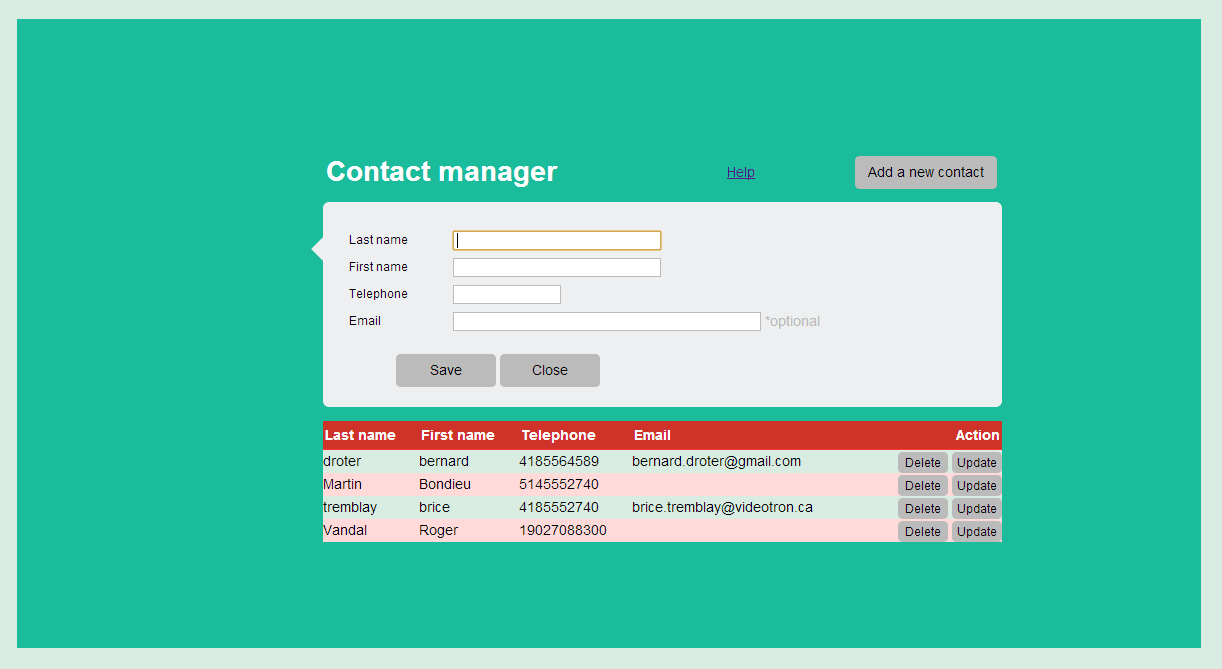 Contact manager Help Add a new contact
Last name
First name
Telephone
Email *optional
Save Close
Last name First name Telephone Email Action
droter bernard 4185564589 bernard.droter@gmail.com Delete Update
Martin Bondieu 5145552740 Delete Update
tremblay brice 4185552740 brice.tremblay@videotron.ca Delete Update
Vandal Roger 19027088300 Delete Update